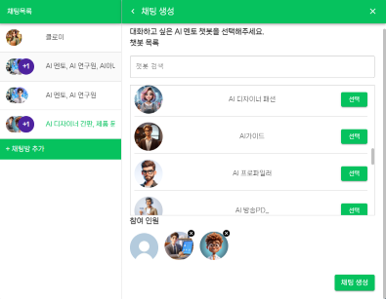 채팅목록
클로디
+1
AI 멘토, AI 연구원, AI마
AI 멘토, AI 연구원
+1
AI 디자이너 간편, 제품 등
+ 채팅방 추가
채팅 생성
대화하고 싶은 AI 멘토 챗봇을 선택해주세요.
챗봇 목록
챗봇 검색
AI 디자이너 패션
선택
AI가이드
선택
AI 프로파일러
선택
AI 방송PD_
선택
참여 인원
채팅 생성